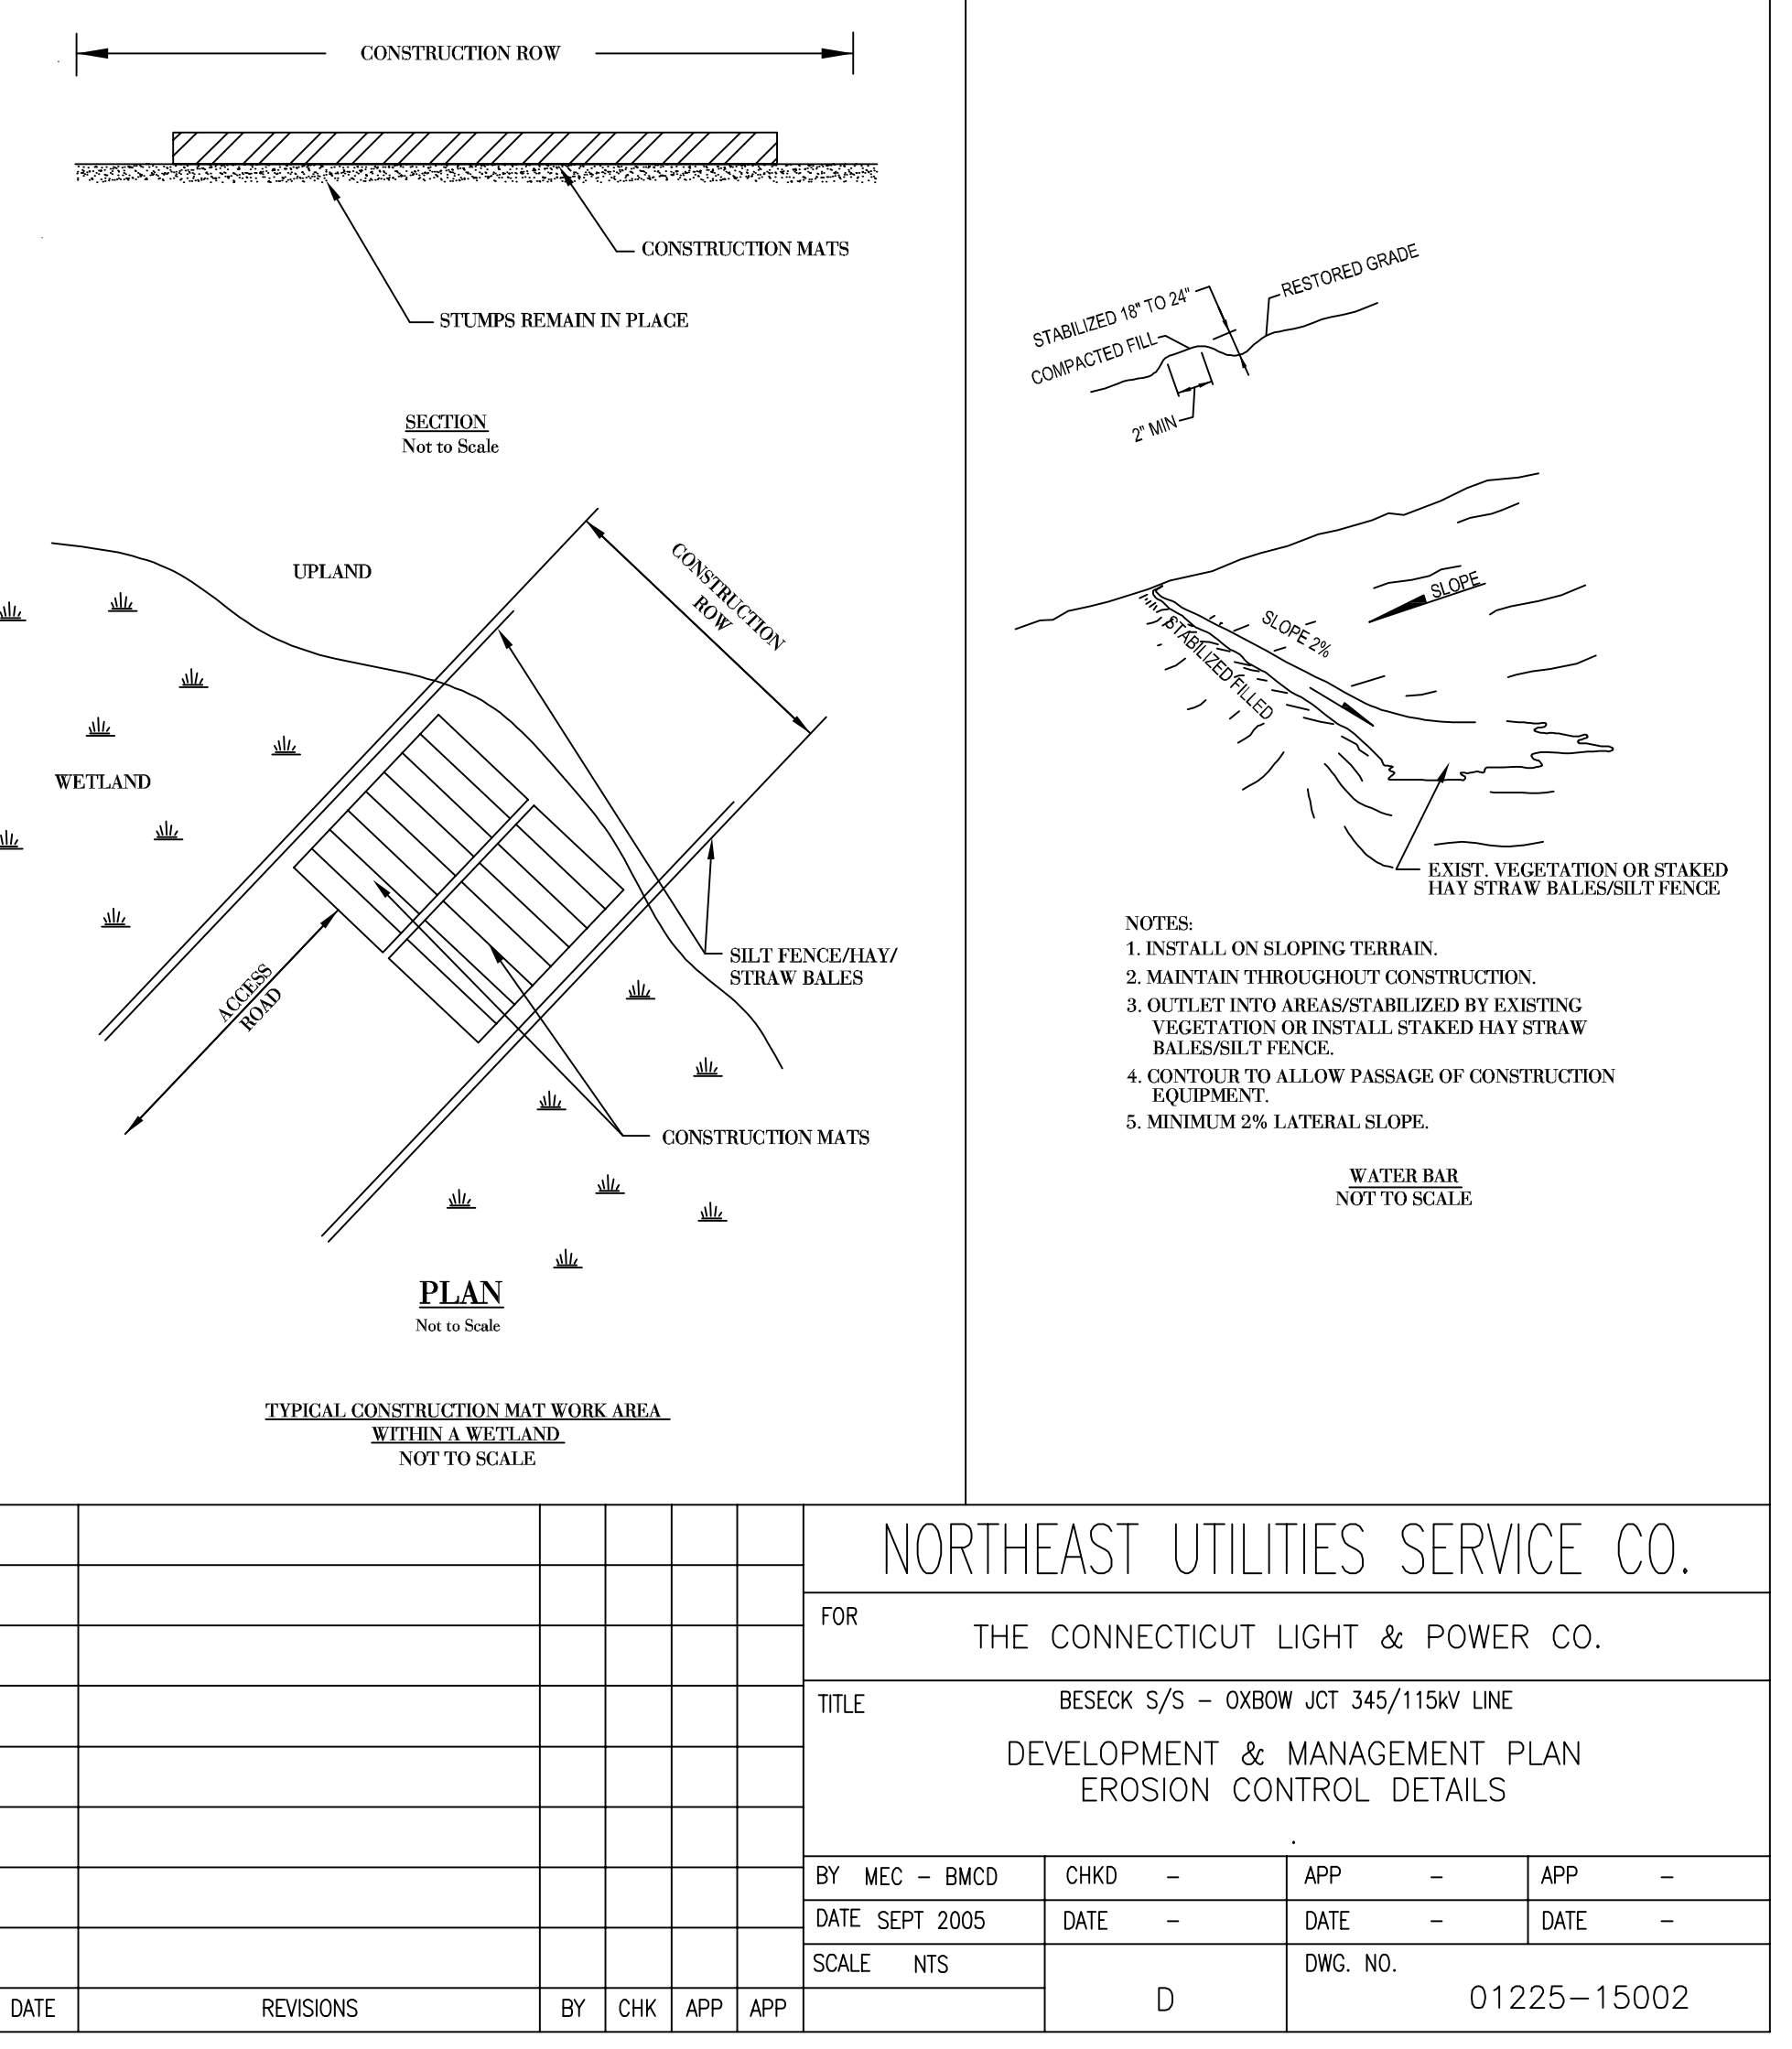 CONSTRUCTION ROW
CONSTRUCTION MATS
STUMPS REMAIN IN PLACE
SECTION
Not to Scale
UPLAND
CONSTRUCTION
ROW
WETLAND
ACCESS
ROAD
SILT FENCE/HAY/
STRAW BALES
CONSTRUCTION MATS
PLAN
Not to Scale
TYPICAL CONSTRUCTION MAT WORK AREA
WITHIN A WETLAND
NOT TO SCALE
STABILIZED 18" TO 24"
RESTORED GRADE
COMPACTED FILL
2" MIN
SLOPE
SLOPE 2%
STABILIZED FILLED
EXIST. VEGETATION OR STAKED
HAY STRAW BALES/SILT FENCE
NOTES:
1. INSTALL ON SLOPING TERRAIN.
2. MAINTAIN THROUGHOUT CONSTRUCTION.
3. OUTLET INTO AREAS/STABILIZED BY EXISTING
VEGETATION OR INSTALL STAKED HAY STRAW
BALES/SILT FENCE.
4. CONTOUR TO ALLOW PASSAGE OF CONSTRUCTION
EQUIPMENT.
5. MINIMUM 2% LATERAL SLOPE.
WATER BAR
NOT TO SCALE
NORTHEAST UTILITIES SERVICE CO.
FOR
THE CONNECTICUT LIGHT & POWER CO.
TITLE
BESECK S/S - OXBOW JCT 345/115kV LINE
DEVELOPMENT & MANAGEMENT PLAN
EROSION CONTROL DETAILS
BY MEC - BMCD CHKD - APP - APP -
DATE SEPT 2005 DATE - DATE - DATE -
SCALE NTS
D
DWG. NO.
01225-15002
DATE REVISIONS BY CHK APP APP